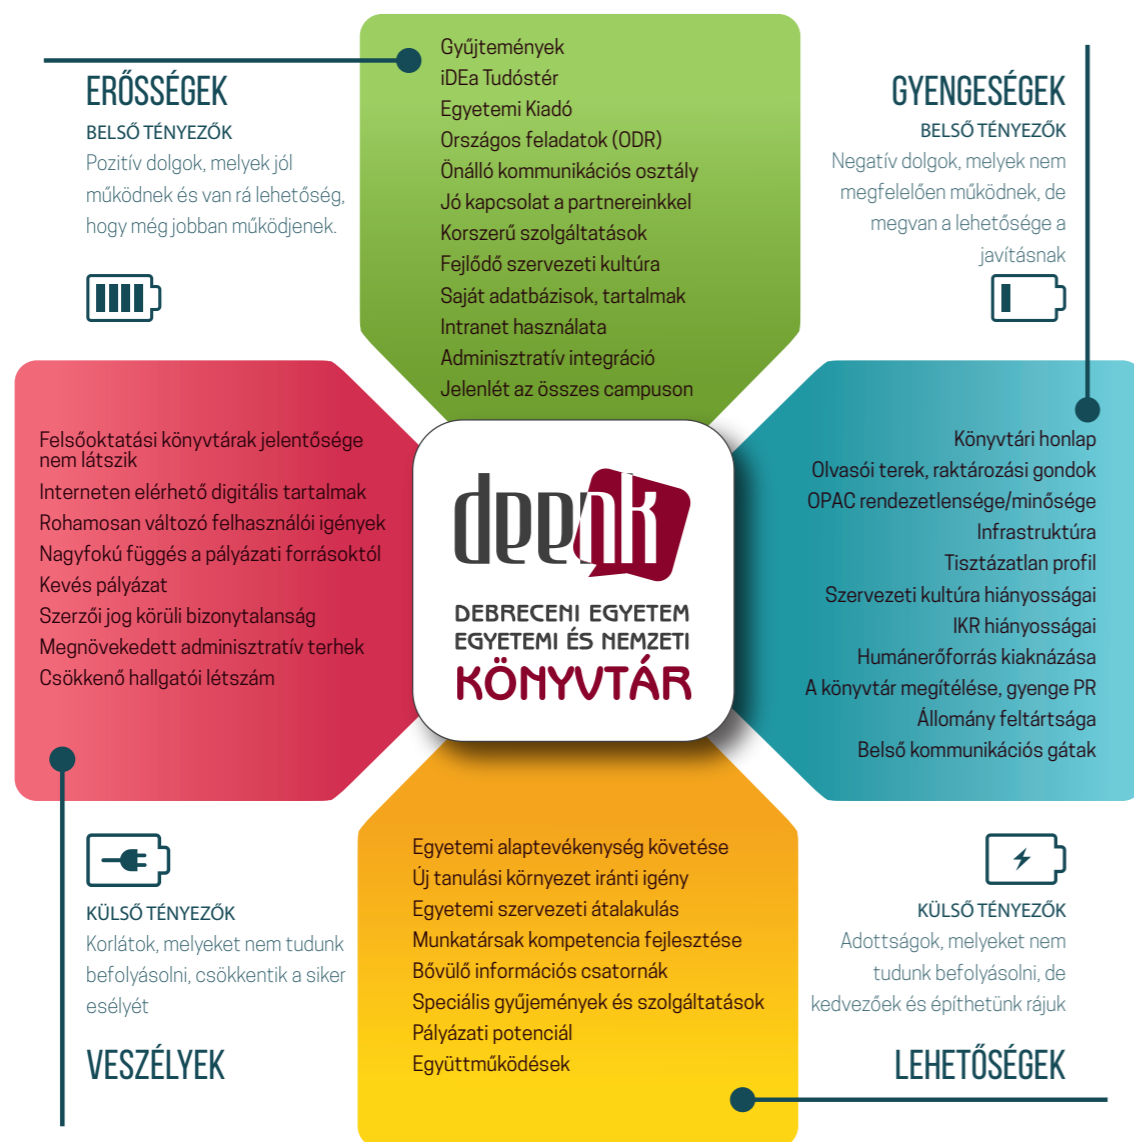 ERŐSSÉGEK
BELSŐ TÉNYEZŐK
Pozitív dolgok, melyek jól
működnek és van rá lehetőség,
hogy még jobban működjenek.
Gyűjtemények
iDEa Tudóstér
Egyetemi Kiadó
Országos feladatok (ODR)
Önálló kommunikációs osztály
Jó kapcsolat a partnereinkkel
Korszerű szolgáltatások
Fejlődő szervezeti kultúra
Saját adatbázisok, tartalmak
Intranet használata
Adminisztratív integráció
Jelenlét az összes campuson
GYENGESÉGEK
BELSŐ TÉNYEZŐK
Negatív dolgok, melyek nem
megfelelően működnek, de
megvan a lehetősége a
javításnak
Felsőoktatási könyvtárak jelentősége
nem látszik
Interneten elérhető digitális tartalmak
Rohamosan változó felhasználói igények
Nagyfokú függés a pályázati forrásoktól
Kevés pályázat
Szerzői jog körüli bizonytalanság
Megnövekedett adminisztratív terhek
Csökkenő hallgatói létszám
deenk
DEBRECENI EGYETEM
EGYETEMI ÉS NEMZETI
KÖNYVTÁR
Könyvtári honlap
Olvasói terek, raktározási gondok
OPAC rendezetlensége/minősége
Infrastruktúra
Tisztázatlan profil
Szervezeti kultúra hiányosságai
IKR hiányosságai
Humánerőforrás kiaknázása
A könyvtár megítélése, gyenge PR
Állomány feltártsága
Belső kommunikációs gátak
KÜLSŐ TÉNYEZŐK
Korlátok, melyeket nem tudunk
befolyásolni, csökkentik a siker
esélyét
VESZÉLYEK
Egyetemi alaptevékenység követése
Új tanulási környezet iránti igény
Egyetemi szervezeti átalakulás
Munkatársak kompetencia fejlesztése
Bővülő információs csatornák
Speciális gyűjemények és szolgáltatások
Pályázati potenciál
Együttműködések
KÜLSŐ TÉNYEZŐK
Adottságok, melyeket nem
tudunk befolyásolni, de
kedvezőek és építhetünk rájuk
LEHETŐSÉGEK